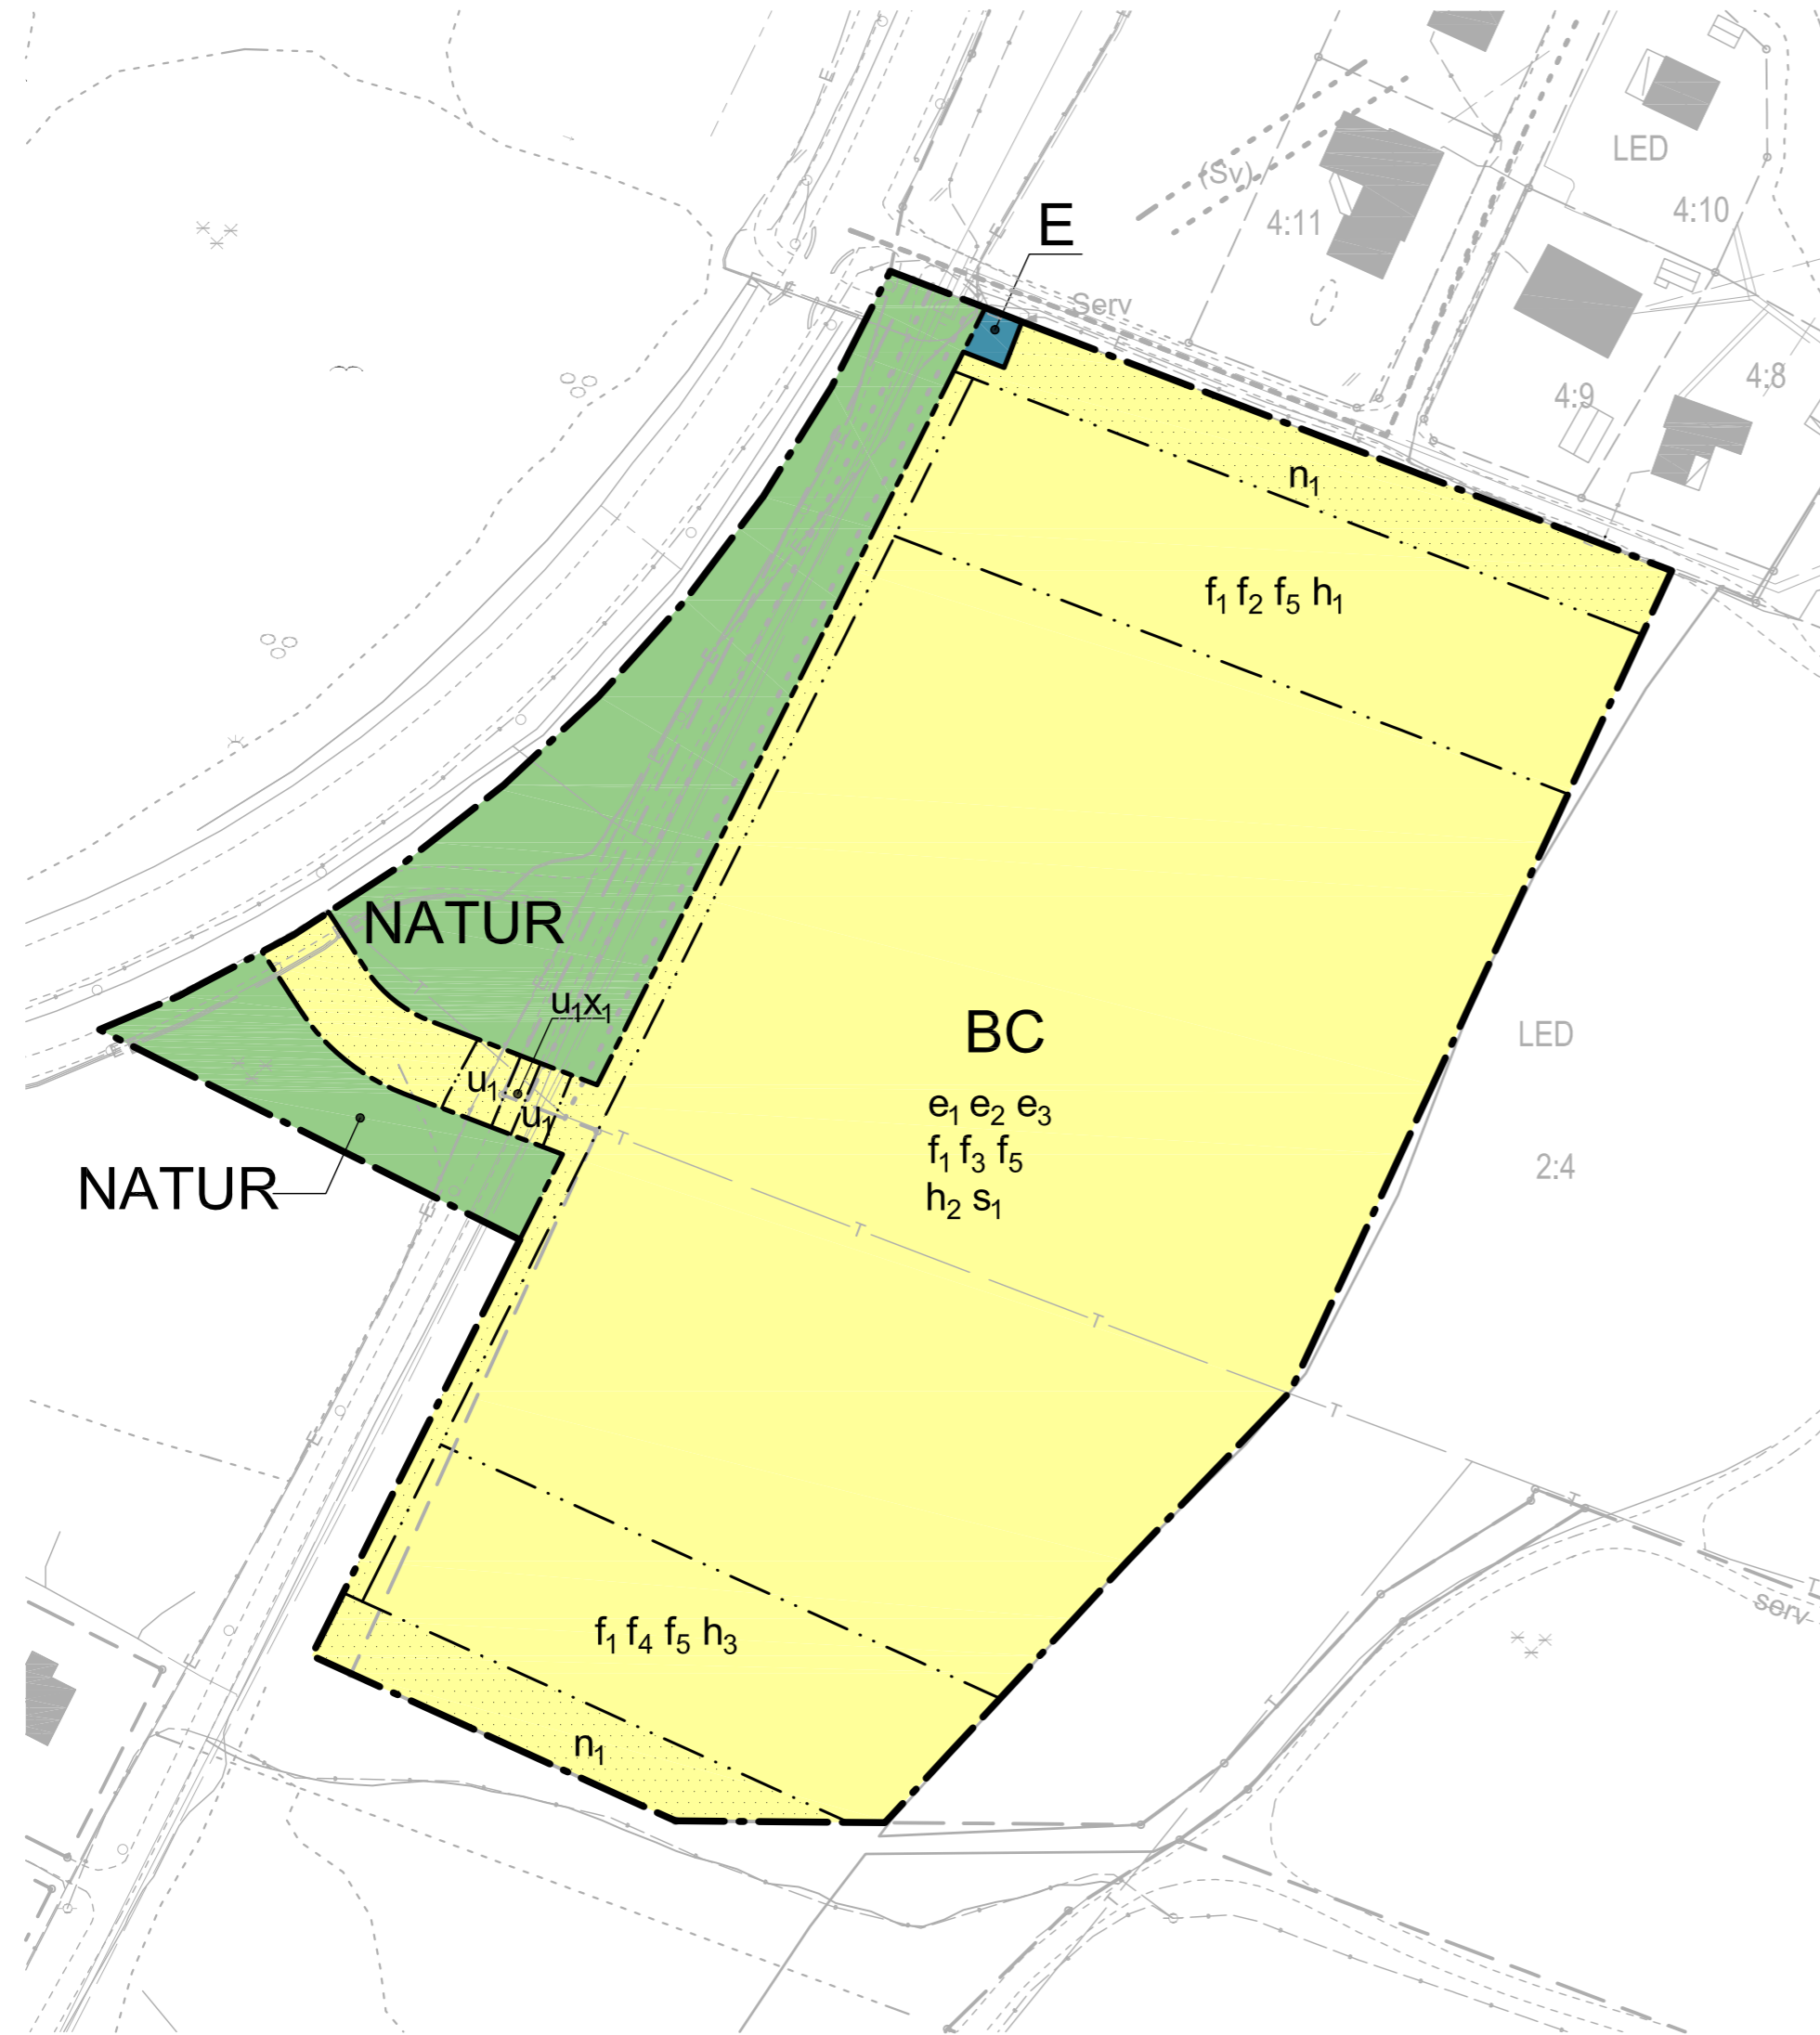 LED
(Sv)
E
4:11
4:10
Serv
4:8
4:9
n1
f1 f2 f5 h1
NATUR
u1x1
BC
LED
u1
e1 e2 e3
u1
f1 f3 f5
2:4
NATUR
h2 s1
serv
f1 f4 f5 h3
n1